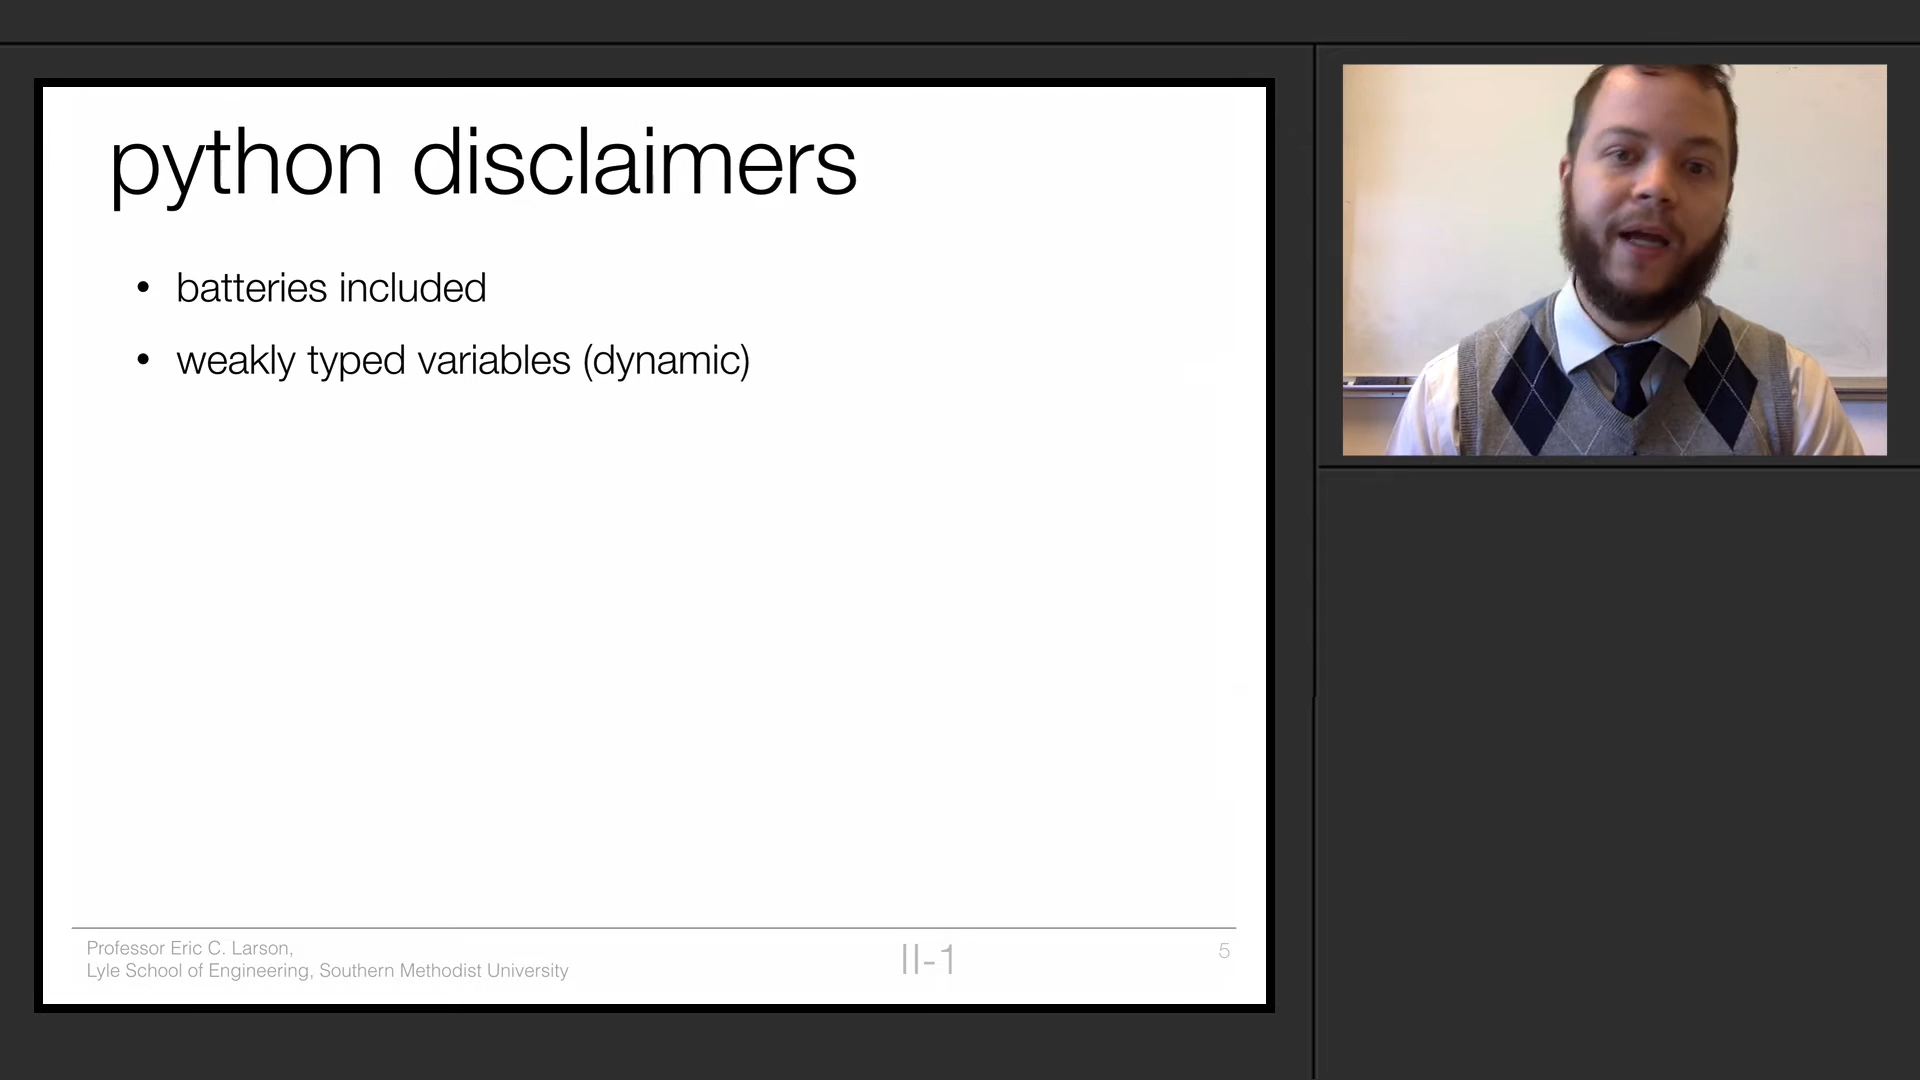 python disclaimers
• batteries included
• weakly typed variables (dynamic)
Professor Eric C. Larson,
Lyle School of Engineering, Southern Methodist University
II-1
5